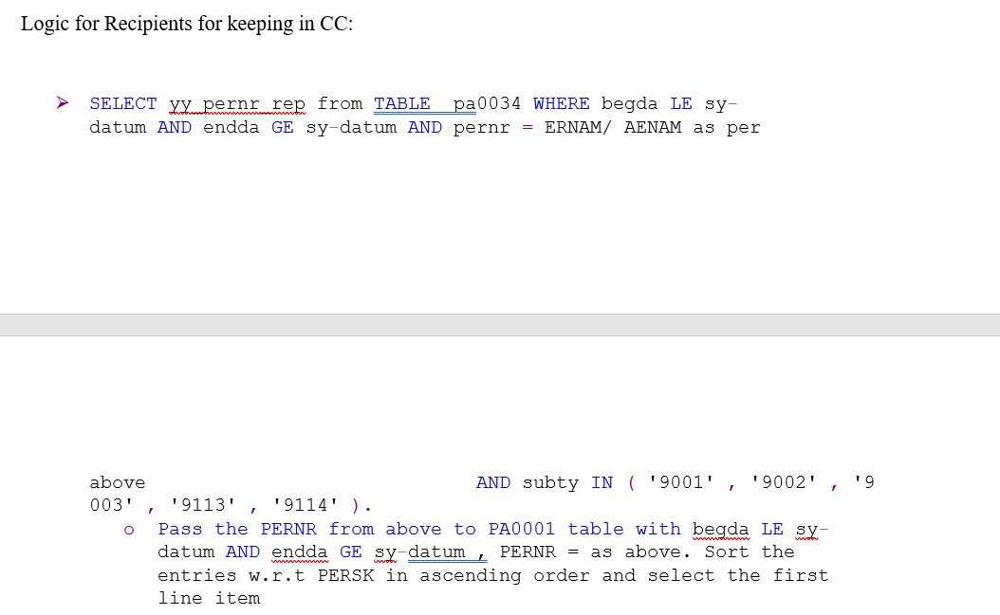 Logic for Recipients for keeping in CC:
➢ SELECT yy_pernr_rep from TABLE  pa0034 WHERE begda LE sy-
datum AND endda GE sy-datum AND pernr = ERNAM/ AENAM as per
above AND subty IN ( '9001' , '9002' , '9
003' , '9113' , '9114' ).
o Pass the PERNR from above to PA0001 table with begda LE sy-
datum AND endda GE sy-datum , PERNR = as above. Sort the
entries w.r.t PERSK in ascending order and select the first
line item